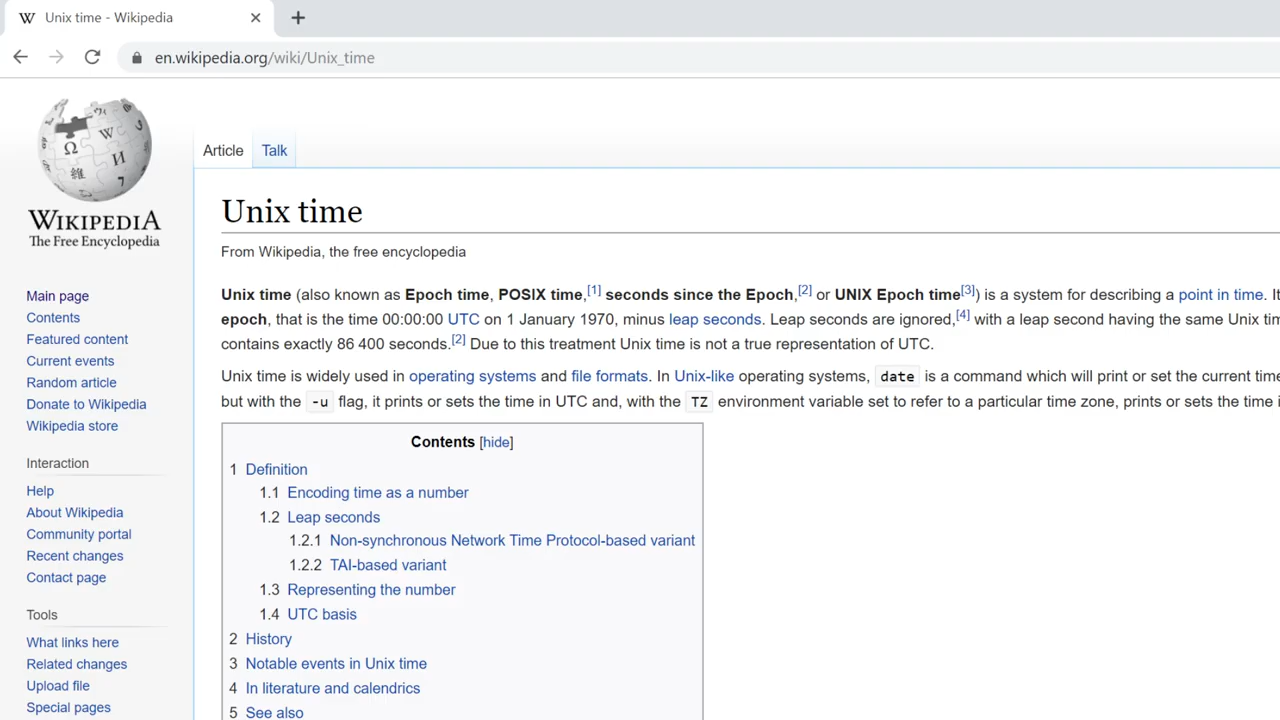 Unix time - Wikipedia
en.wikipedia.org/wiki/Unix_time
WIKIPEDIA
The Free Encyclopedia
Main page
Contents
Featured content
Current events
Random article
Donate to Wikipedia
Wikipedia store
Interaction
Help
About Wikipedia
Community portal
Recent changes
Contact page
Tools
What links here
Related changes
Upload file
Special pages
Article Talk
Unix time
From Wikipedia, the free encyclopedia
Unix time (also known as Epoch time, POSIX time,[1] seconds since the Epoch,[2] or UNIX Epoch time[3]) is a system for describing a point in time. It
epoch, that is the time 00:00:00 UTC on 1 January 1970, minus leap seconds. Leap seconds are ignored,[4] with a leap second having the same Unix
contains exactly 86 400 seconds.[2] Due to this treatment Unix time is not a true representation of UTC.
Unix time is widely used in operating systems and file formats. In Unix-like operating systems, date is a command which will print or set the current time
but with the -u flag, it prints or sets the time in UTC and, with the TZ environment variable set to refer to a particular time zone, prints or sets the time
Contents [hide]
1 Definition
1.1 Encoding time as a number
1.2 Leap seconds
1.2.1 Non-synchronous Network Time Protocol-based variant
1.2.2 TAI-based variant
1.3 Representing the number
1.4 UTC basis
2 History
3 Notable events in Unix time
4 In literature and calendrics
5 See also